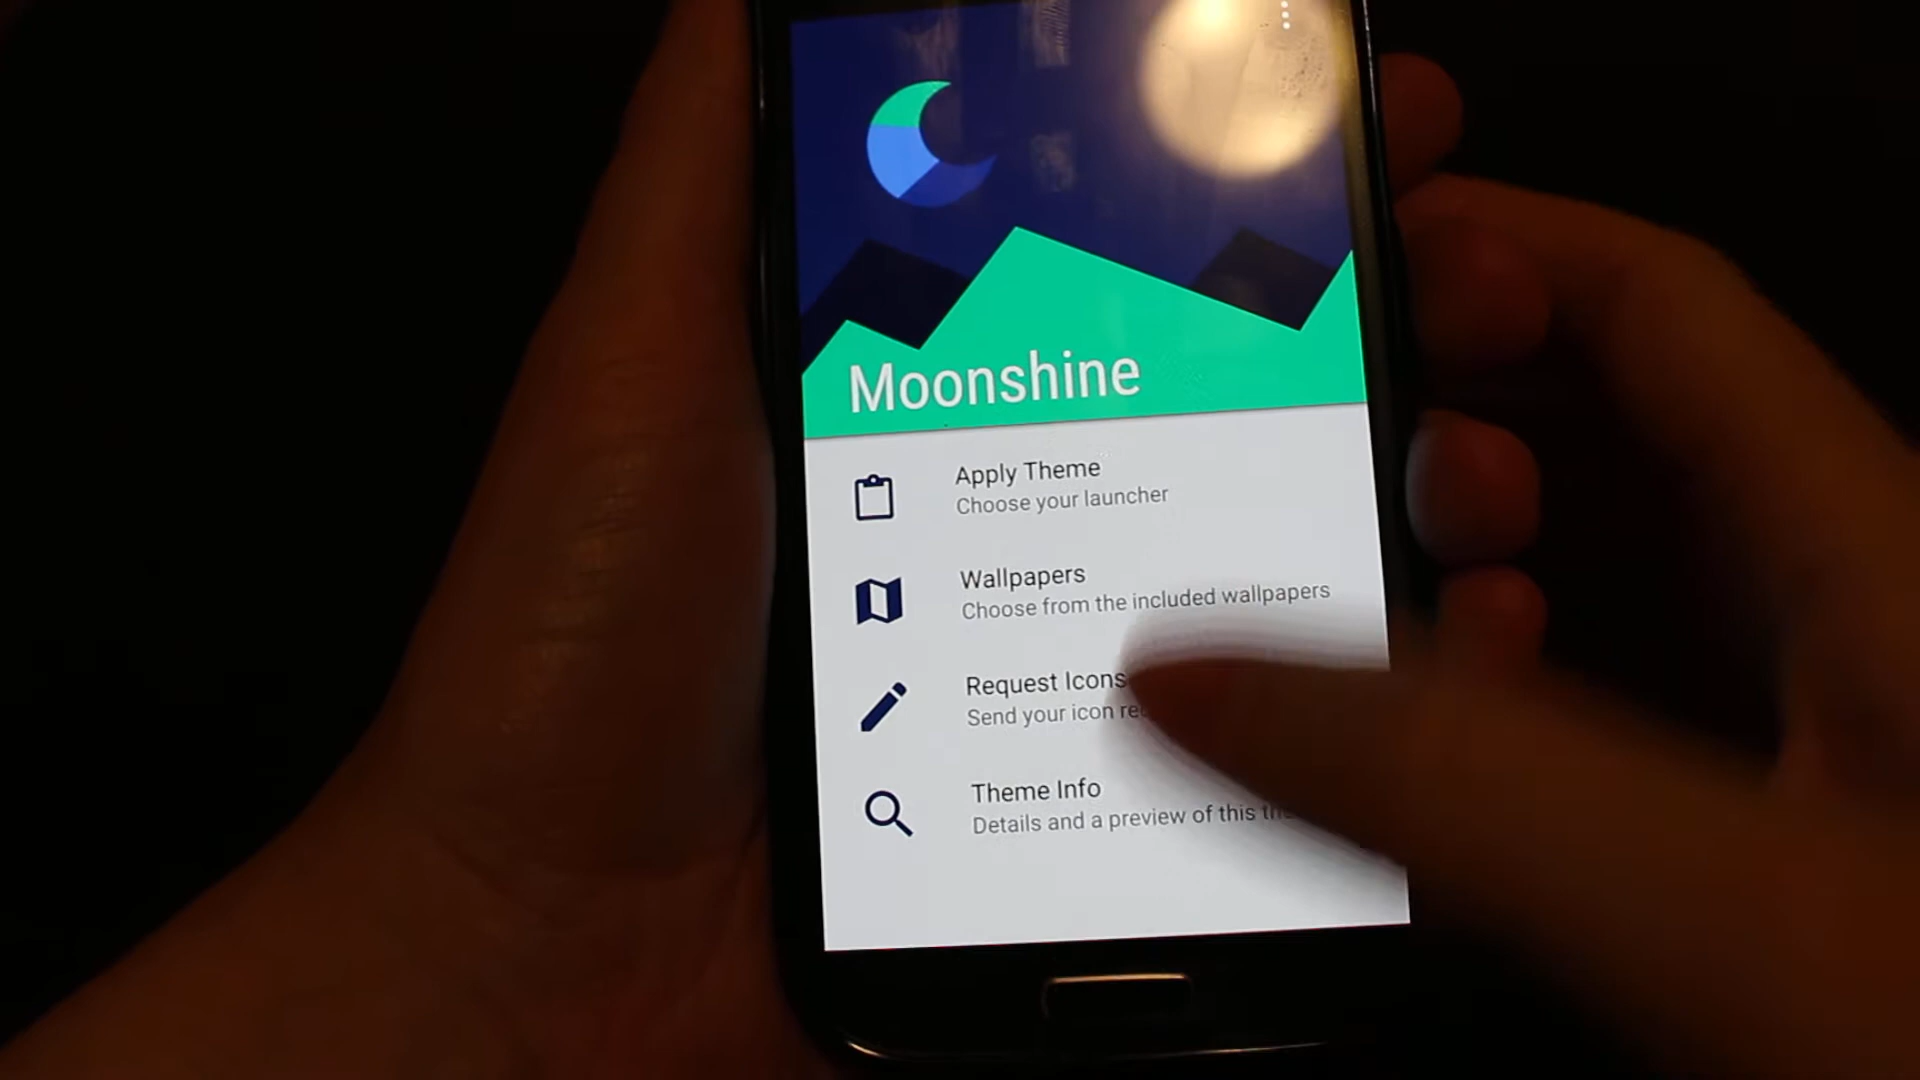 Moonshine
Apply Theme
Choose your launcher
Wallpapers
Choose from the included wallpapers
Request Icons
Send your icon
Theme Info
Details and a preview of this